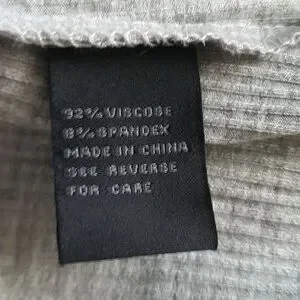 92% VISCOSE
8% SPANDEX
MADE IN CHINA
SEE REVERSE
FOR CARE